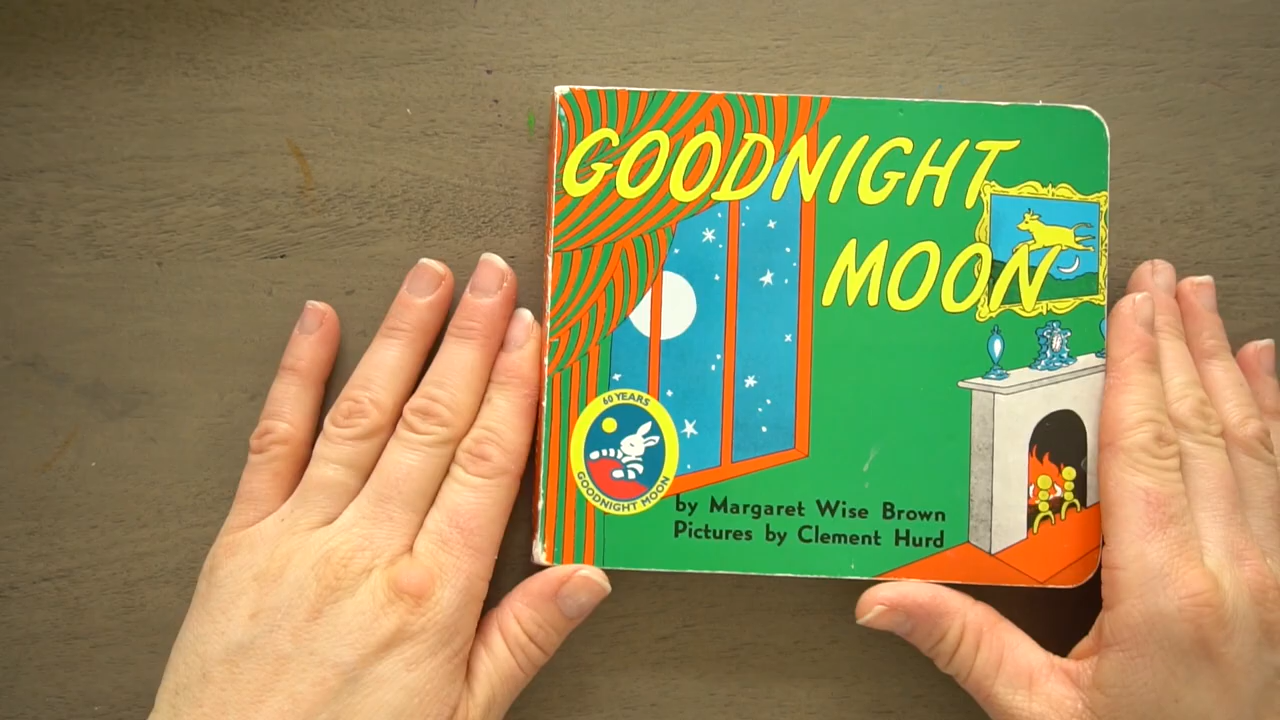 GOODNIGHT
MOON
60 YEARS
GOODNIGHT MOON
by Margaret Wise Brown
Pictures by Clement Hurd